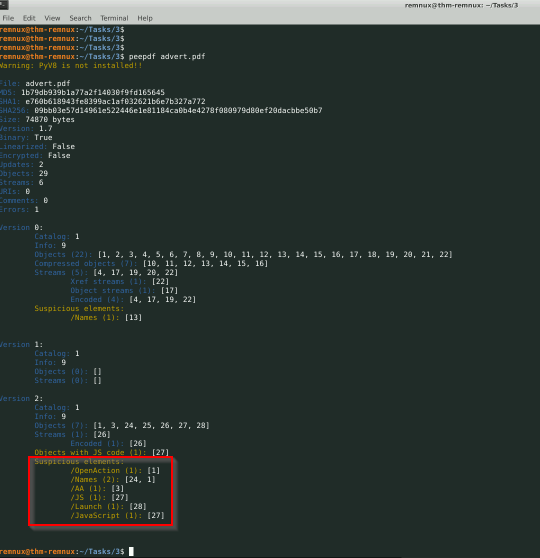 remnux@thm-remnux:~/Tasks/3
File Edit View Search Terminal Help
remnux@thm-remnux:~/Tasks/3$
remnux@thm-remnux:~/Tasks/3$
remnux@thm-remnux:~/Tasks/3$
remnux@thm-remnux:~/Tasks/3$ peepdf advert.pdf
Warning: PyV8 is not installed!!
File: advert.pdf
MD5: 1b79db939b1a77a2f14030f9fd165645
SHA1: e760b618943fe8399ac1af032621b6e7b327a772
SHA256: 09bb03e57d14961e522446e1e81184ca0b4e4278f080979d80ef20dacbbe50b7
Size: 74870 bytes
Version: 1.7
Binary: True
Linearized: False
Encrypted: False
Updates: 2
Objects: 29
Streams: 6
URIs: 0
Comments: 0
Errors: 1
Version 0:
Catalog: 1
Info: 9
Objects (22): [1, 2, 3, 4, 5, 6, 7, 8, 9, 10, 11, 12, 13, 14, 15, 16, 17, 18, 19, 20, 21, 22]
Compressed objects (7): [10, 11, 12, 13, 14, 15, 16]
Streams (5): [4, 17, 19, 20, 22]
Xref streams (1): [22]
Object streams (1): [17]
Encoded (4): [4, 17, 19, 22]
Suspicious elements:
/Names (1): [13]
Version 1:
Catalog: 1
Info: 9
Objects (0): []
Streams (0): []
Version 2:
Catalog: 1
Info: 9
Objects (7): [1, 3, 24, 25, 26, 27, 28]
Streams (1): [26]
Encoded (1): [26]
Objects with JS code (1): [27]
Suspicious elements:
/OpenAction (1): [1]
/Names (2): [24, 1]
/AA (1): [3]
/JS (1): [27]
/Launch (1): [28]
/JavaScript (1): [27]
remnux@thm-remnux:~/Tasks/3$